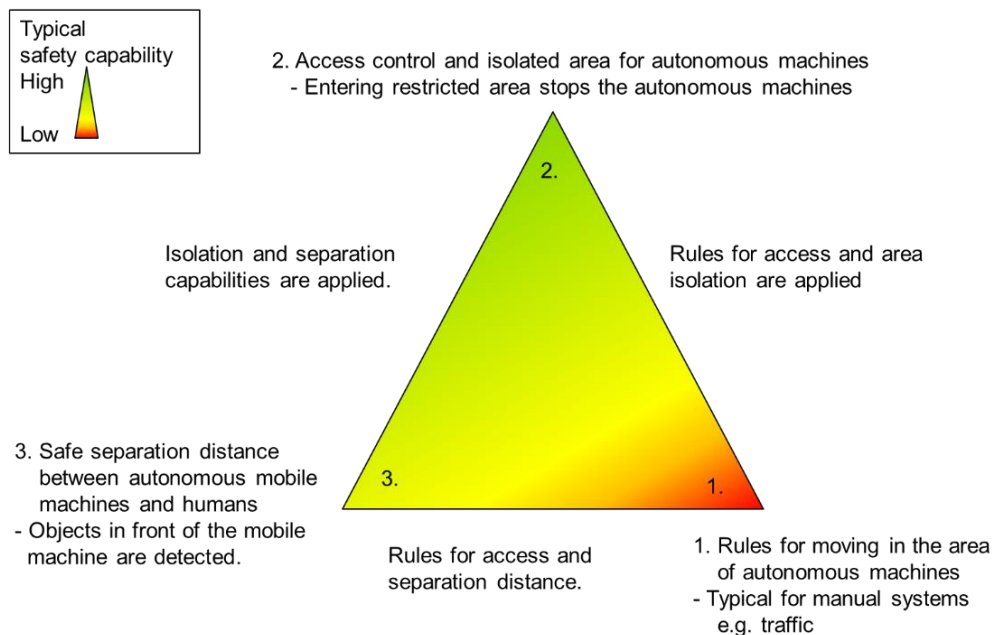 Typical
safety capability
High
Low
2. Access control and isolated area for autonomous machines
- Entering restricted area stops the autonomous machines
2.
Isolation and separation
capabilities are applied.
Rules for access and area
isolation are applied
3. Safe separation distance
between autonomous mobile
machines and humans
- Objects in front of the mobile
machine are detected.
3.
1.
Rules for access and
separation distance.
1. Rules for moving in the area
of autonomous machines
- Typical for manual systems
e.g. traffic